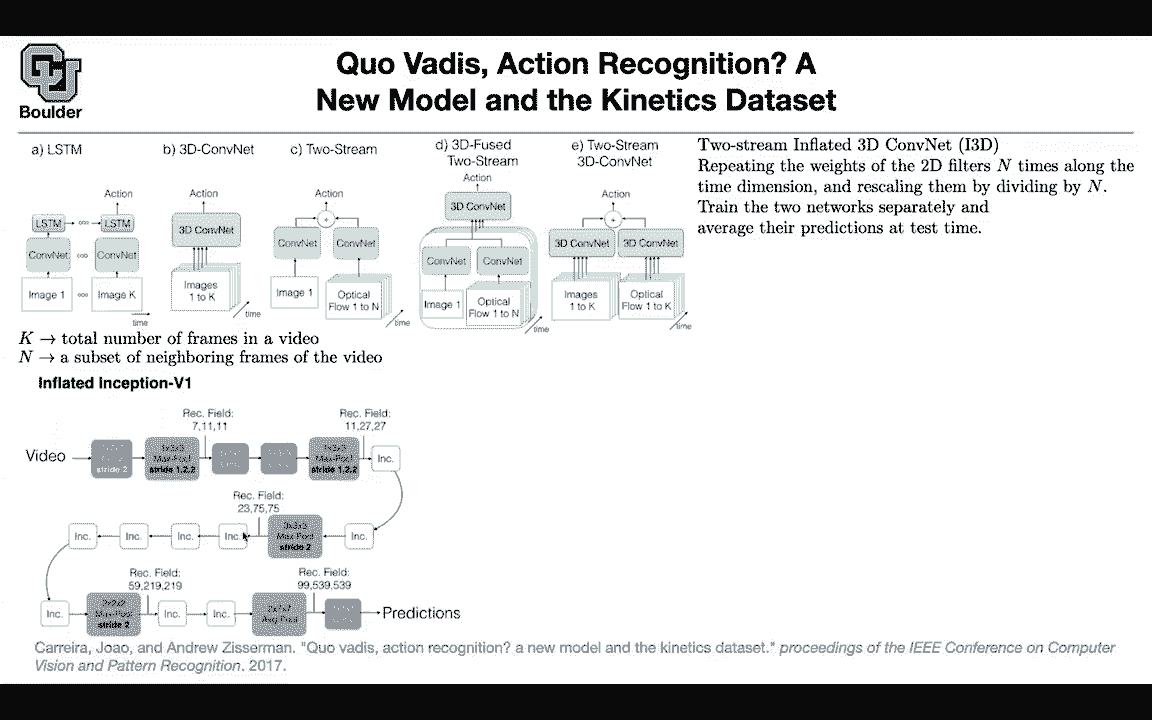 Boulder
Quo Vadis, Action Recognition? A
New Model and the Kinetics Dataset
a) LSTM
Action
LSTM
LSTM
ConvNet
ConvNet
Image 1
Image K
time
b) 3D-ConvNet
Action
3D ConvNet
Images
1 to K
time
c) Two-Stream
Action
+
ConvNet
ConvNet
Image 1
Optical
Flow 1 to N
time
d) 3D-Fused
Two-Stream
Action
3D ConvNet
ConvNet
ConvNet
Image 1
Optical
Flow 1 to N
time
e) Two-Stream
3D-ConvNet
Action
+
3D ConvNet
3D ConvNet
Images
1 to K
Optical
Flow 1 to K
time
Two-stream Inflated 3D ConvNet (I3D)
Repeating the weights of the 2D filters N times along the
time dimension, and rescaling them by dividing by N.
Train the two networks separately and
average their predictions at test time.
K → total number of frames in a video
N → a subset of neighboring frames of the video
Inflated Inception-V1
Rec. Field:
7,11,11
Rec. Field:
11,27,27
Video
stride 2
1x3x3
Max-Pool
stride 1,2,2
1x3x3
Max-Pool
stride 1,2,2
Inc.
Rec. Field:
23,75,75
Inc.
Inc.
Inc.
Inc.
3x3x3
Max-Pool
stride 2
Inc.
Rec. Field:
59,219,219
Rec. Field:
99,539,539
Inc.
2x2x2
Max-Pool
stride 2
Inc.
Inc.
2x7x7
Avg-Pool
Predictions
Carreira, Joao, and Andrew Zisserman. "Quo vadis, action recognition? a new model and the kinetics dataset." proceedings of the IEEE Conference on Computer
Vision and Pattern Recognition. 2017.